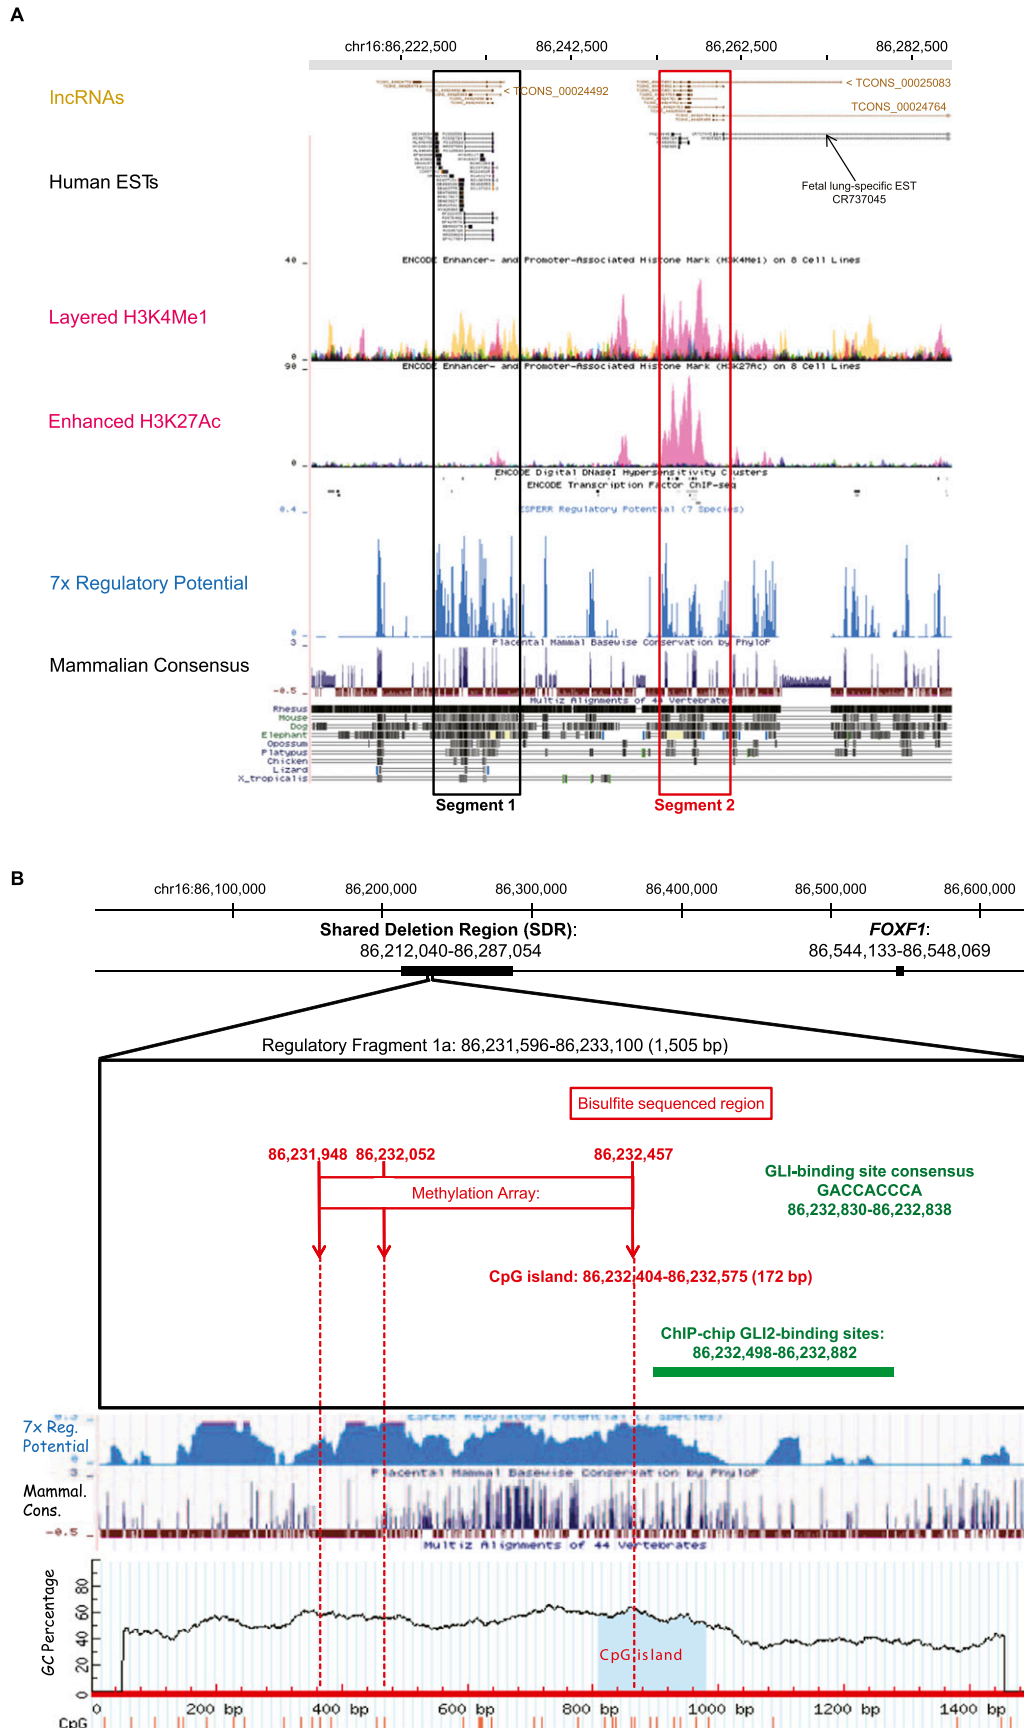 A
chr16:86,222,500 86,242,500 86,262,500 86,282,500
lncRNAs
< TCONS_00024492
< TCONS_00025083
TCONS_00024764
Human ESTs
Fetal lung-specific EST
CR737045
40
ENCODE Enhancer- and Promoter-Associated Histone Mark (H3K4Me1) on 8 Cell Lines
Layered H3K4Me1
0
90
ENCODE Enhancer- and Promoter-Associated Histone Mark (H3K27Ac) on 8 Cell Lines
Enhanced H3K27Ac
0
ENCODE Digital DNaseI Hypersensitivity Clusters
ENCODE Transcription Factor ChIP-seq
0.4
ESPERR Regulatory Potential (7 Species)
7x Regulatory Potential
0
3
Placental Mammal Basewise Conservation by PhyloP
Mammalian Consensus
-0.5
Multiz Alignments of 44 Vertebrates
Rhesus
Mouse
Dog
Elephant
Opossum
Platypus
Chicken
Lizard
X_tropicalis
Segment 1 Segment 2
B
chr16:86,100,000 86,200,000 86,300,000 86,400,000 86,500,000 86,600,000
Shared Deletion Region (SDR): FOXF1:
86,212,040-86,287,054 86,544,133-86,548,069
Regulatory Fragment 1a: 86,231,596-86,233,100 (1,505 bp)
Bisulfite sequenced region
86,231,948 86,232,052 86,232,457
GLI-binding site consensus
GACCACCCA
86,232,830-86,232,838
Methylation Array:
CpG island: 86,232,404-86,232,575 (172 bp)
ChIP-chip GLI2-binding sites:
86,232,498-86,232,882
ESPERR Regulatory Potential (7 Species)
7x Reg.
Potential
0
3
Placental Mammal Basewise Conservation by PhyloP
Mammal.
Cons.
-0.5
Multiz Alignments of 44 Vertebrates
GC Percentage
80
60
40
20
0
CpG island
0 200 bp 400 bp 600 bp 800 bp 1000 bp 1200 bp 1400 bp
CpG